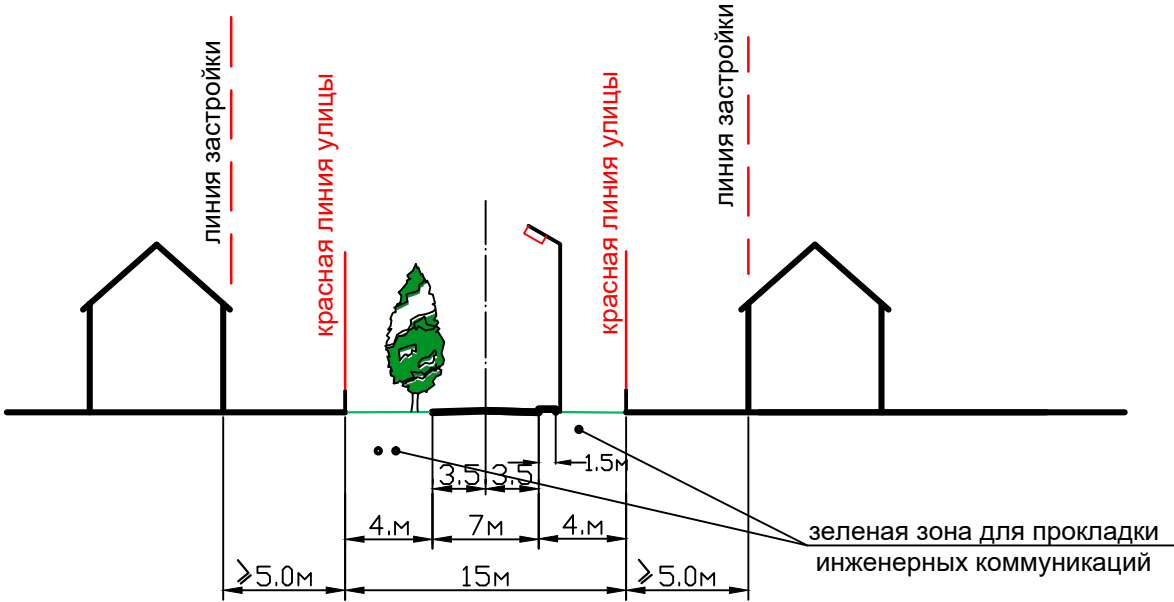 линия застройки
красная линия улицы
красная линия улицы
линия застройки
3.5 3.5
1.5м
4.м
7м
4.м
зеленая зона для прокладки
инженерных коммуникаций
⩾5.0м
15м
⩾5.0м